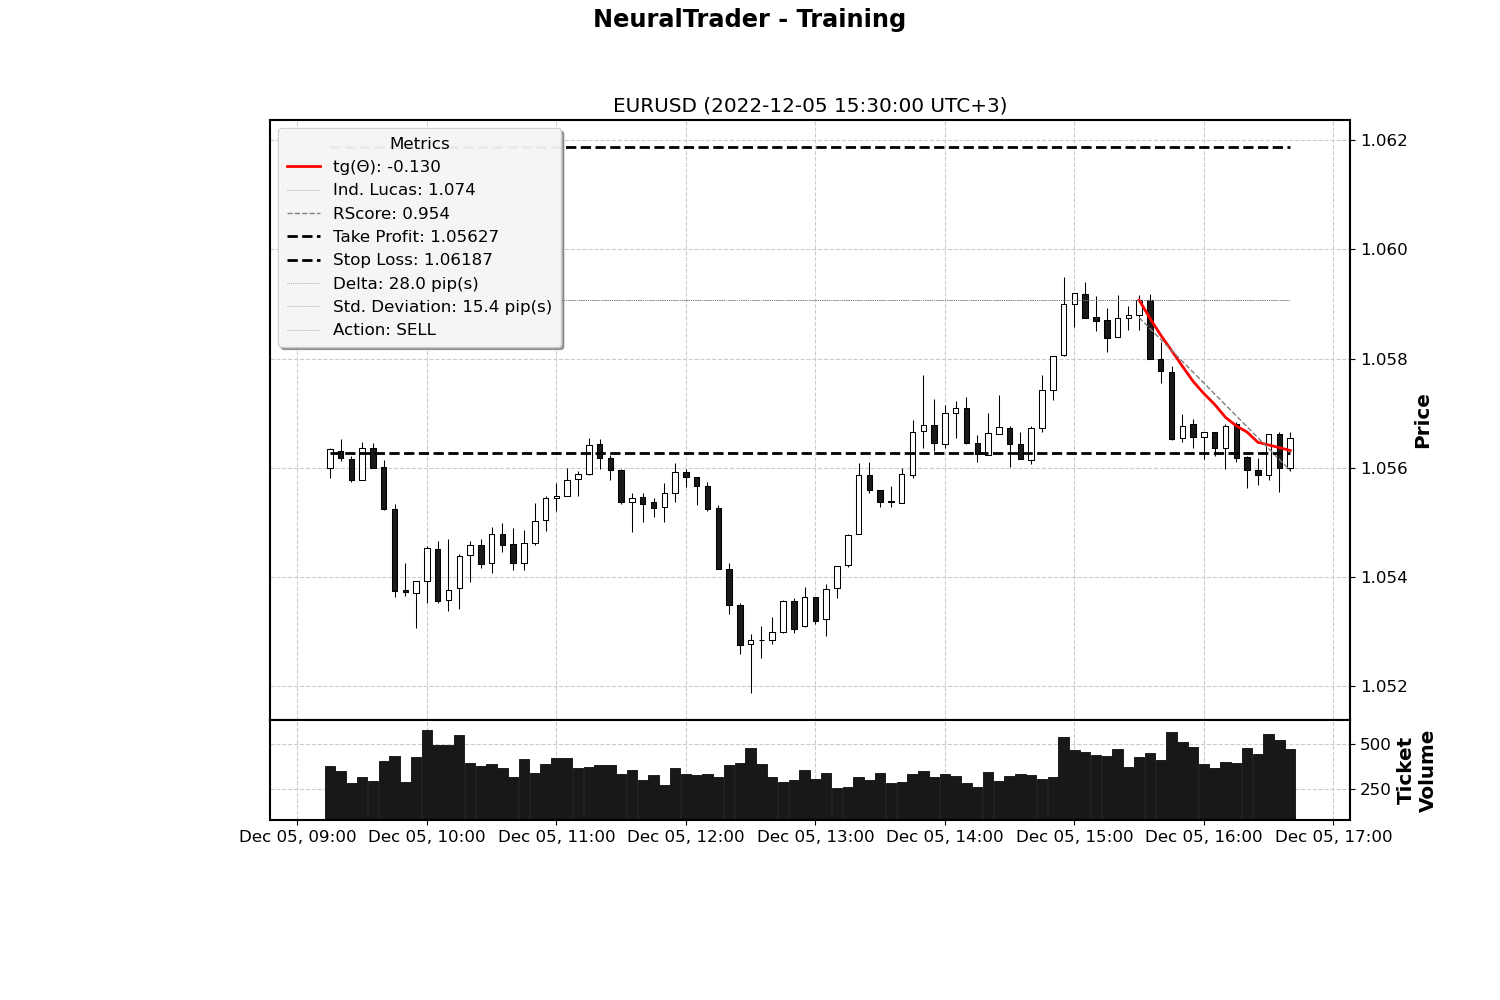 NeuralTrader - Training
EURUSD (2022-12-05 15:30:00 UTC+3)
Metrics
tg(Θ): -0.130
Ind. Lucas: 1.074
RScore: 0.954
Take Profit: 1.05627
Stop Loss: 1.06187
Delta: 28.0 pip(s)
Std. Deviation: 15.4 pip(s)
Action: SELL
1.062
1.060
1.058
1.056
1.054
1.052
Price
500
250
Ticket
Volume
Dec 05, 09:00 Dec 05, 10:00 Dec 05, 11:00 Dec 05, 12:00 Dec 05, 13:00 Dec 05, 14:00 Dec 05, 15:00 Dec 05, 16:00 Dec 05, 17:00